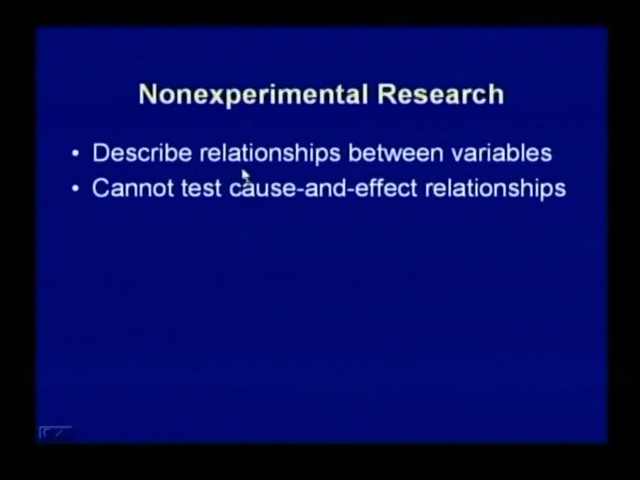 Nonexperimental Research
• Describe relationships between variables
• Cannot test cause-and-effect relationships